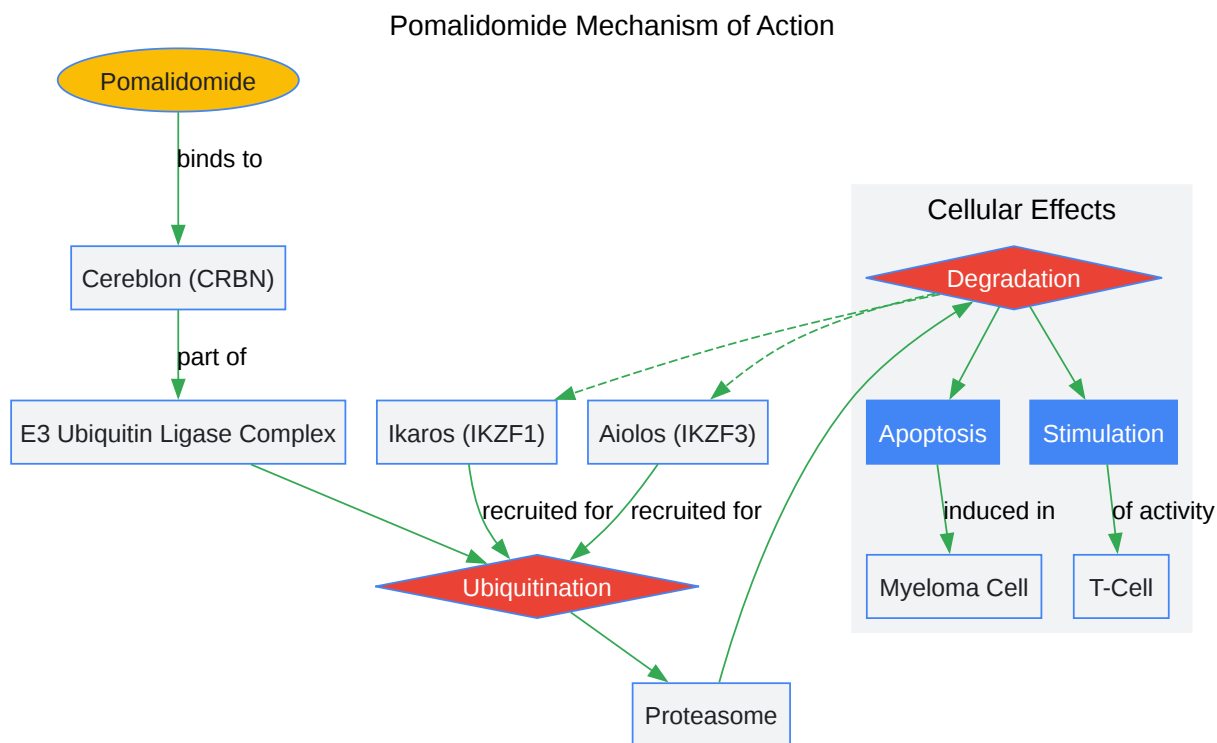 Pomalidomide Mechanism of Action
Pomalidomide
binds to
Cellular Effects
Cereblon (CRBN)
Degradation
part of
E3 Ubiquitin Ligase Complex
Ikaros (IKZF1)
Aiolos (IKZF3)
Apoptosis
Stimulation
recruited for
recruited for
induced in
of activity
Ubiquitination
Myeloma Cell
T-Cell
Proteasome